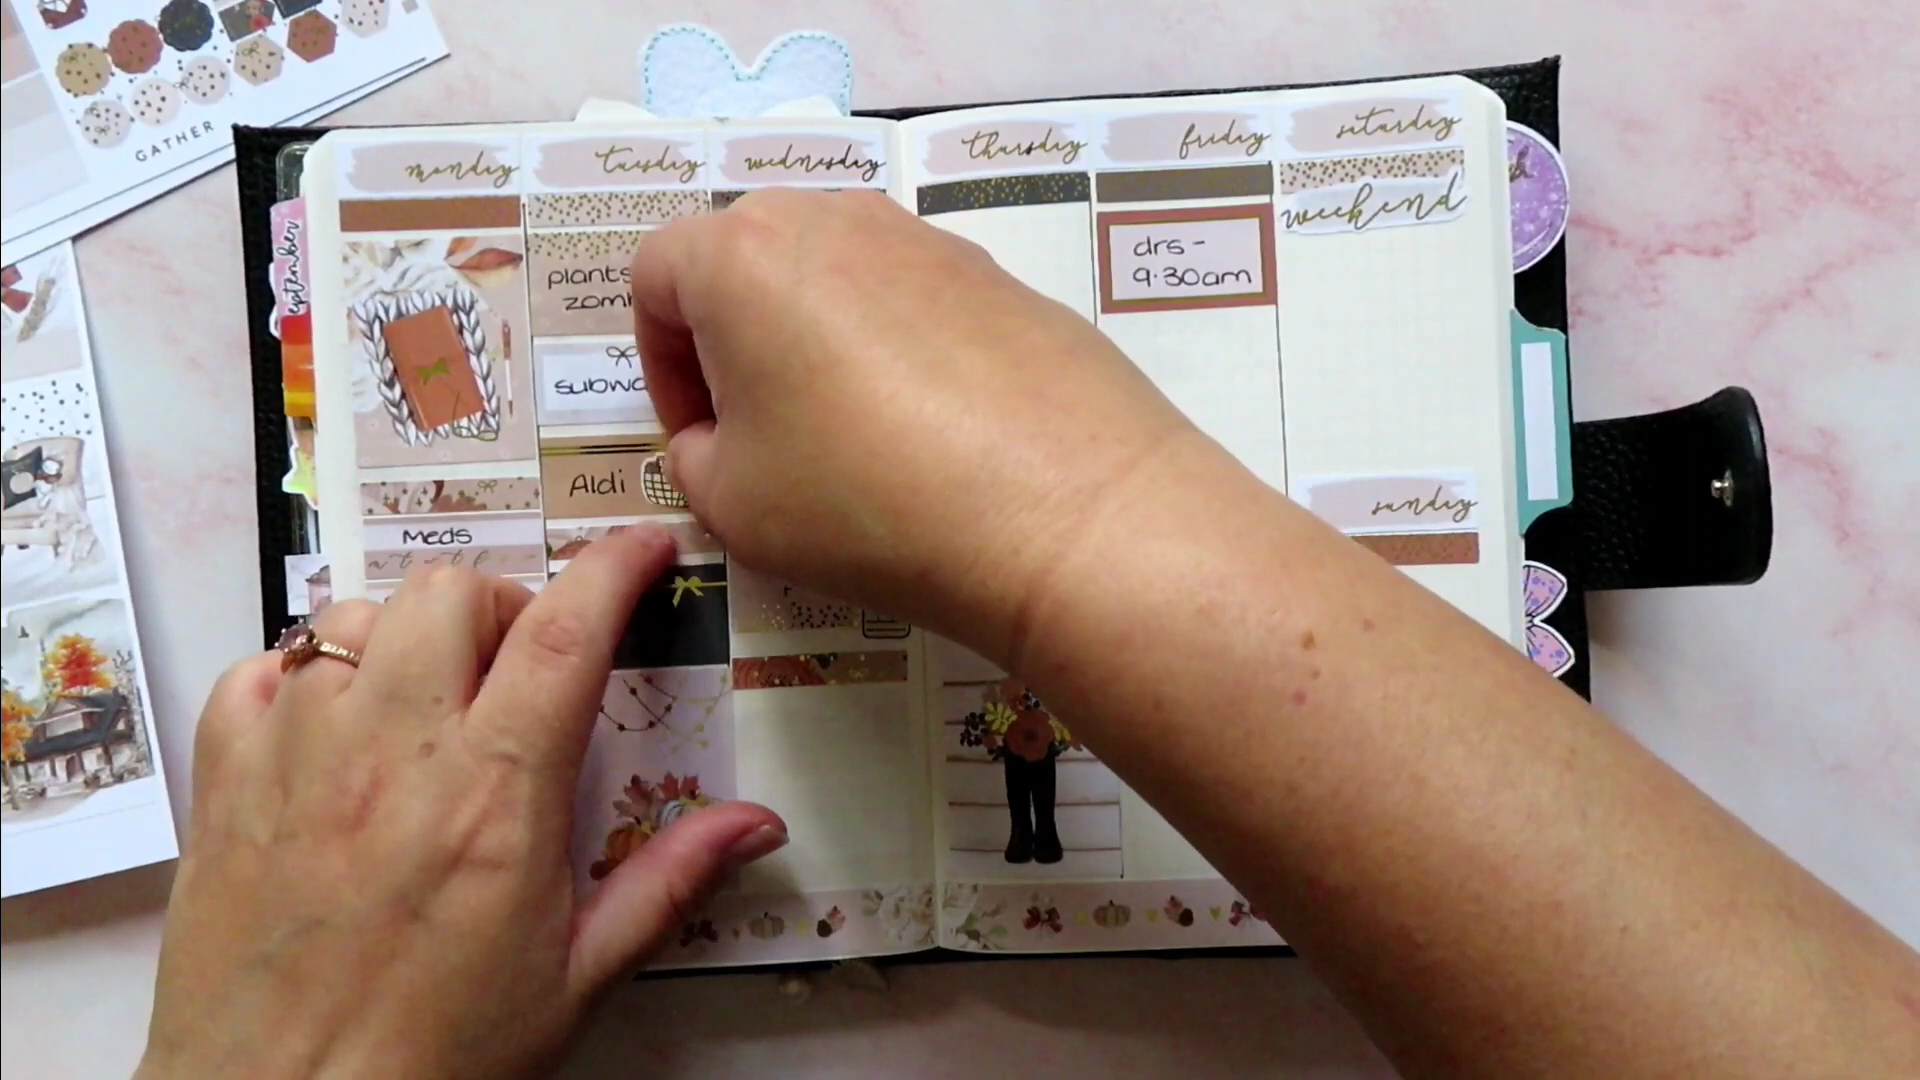 GATHER
september
monday
tuesday
wednesday
thursday
friday
saturday
weekend
plants
drs -
9.30am
Aldi
Meds
sunday